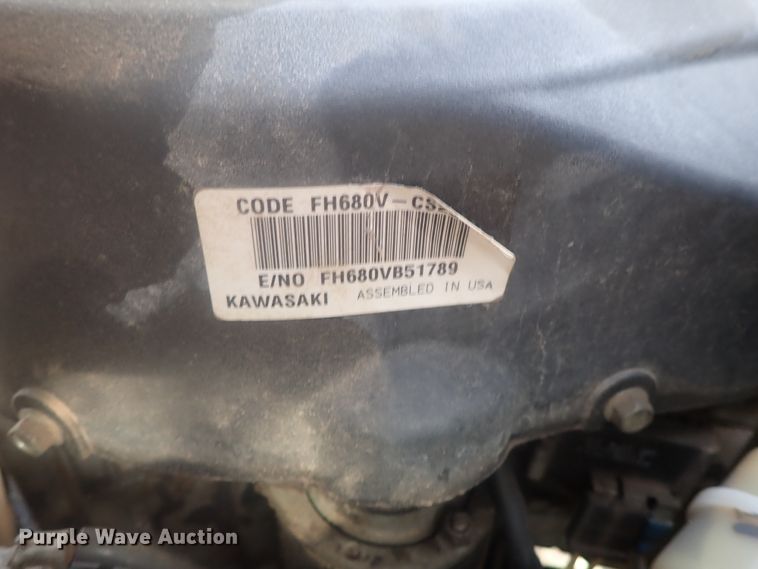 CODE FH680V-CS
E/NO FH680VB51789
KAWASAKI ASSEMBLED IN USA
Purple Wave Auction